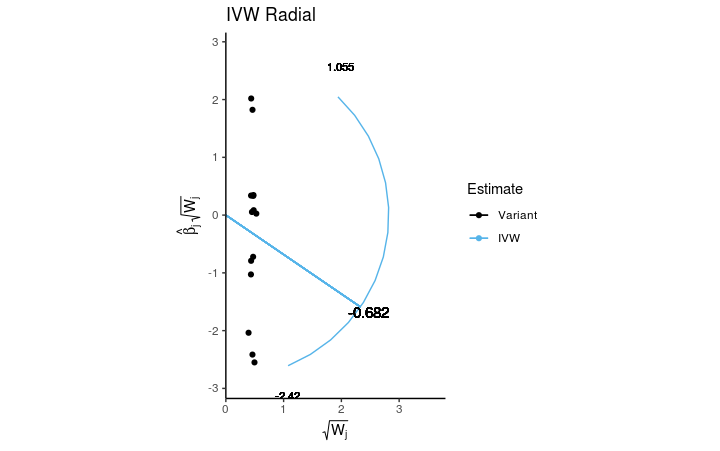 IVW Radial
3
2
1
0
-1
-2
-3
β̂ⱼ√Wⱼ
1.055
-0.682
-2.42
0
1
2
3
√Wⱼ
Estimate
Variant
IVW